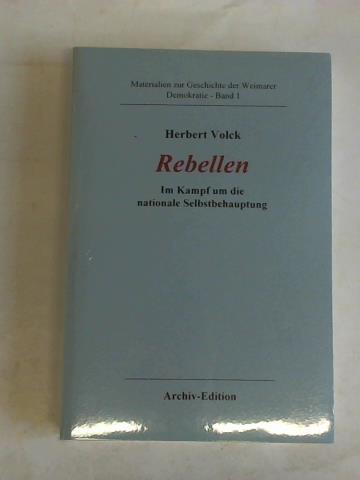 Materialien zur Geschichte der Weimarer
Demokratie - Band 1
Herbert Volck
Rebellen
Im Kampf um die
nationale Selbstbehauptung
Archiv-Edition